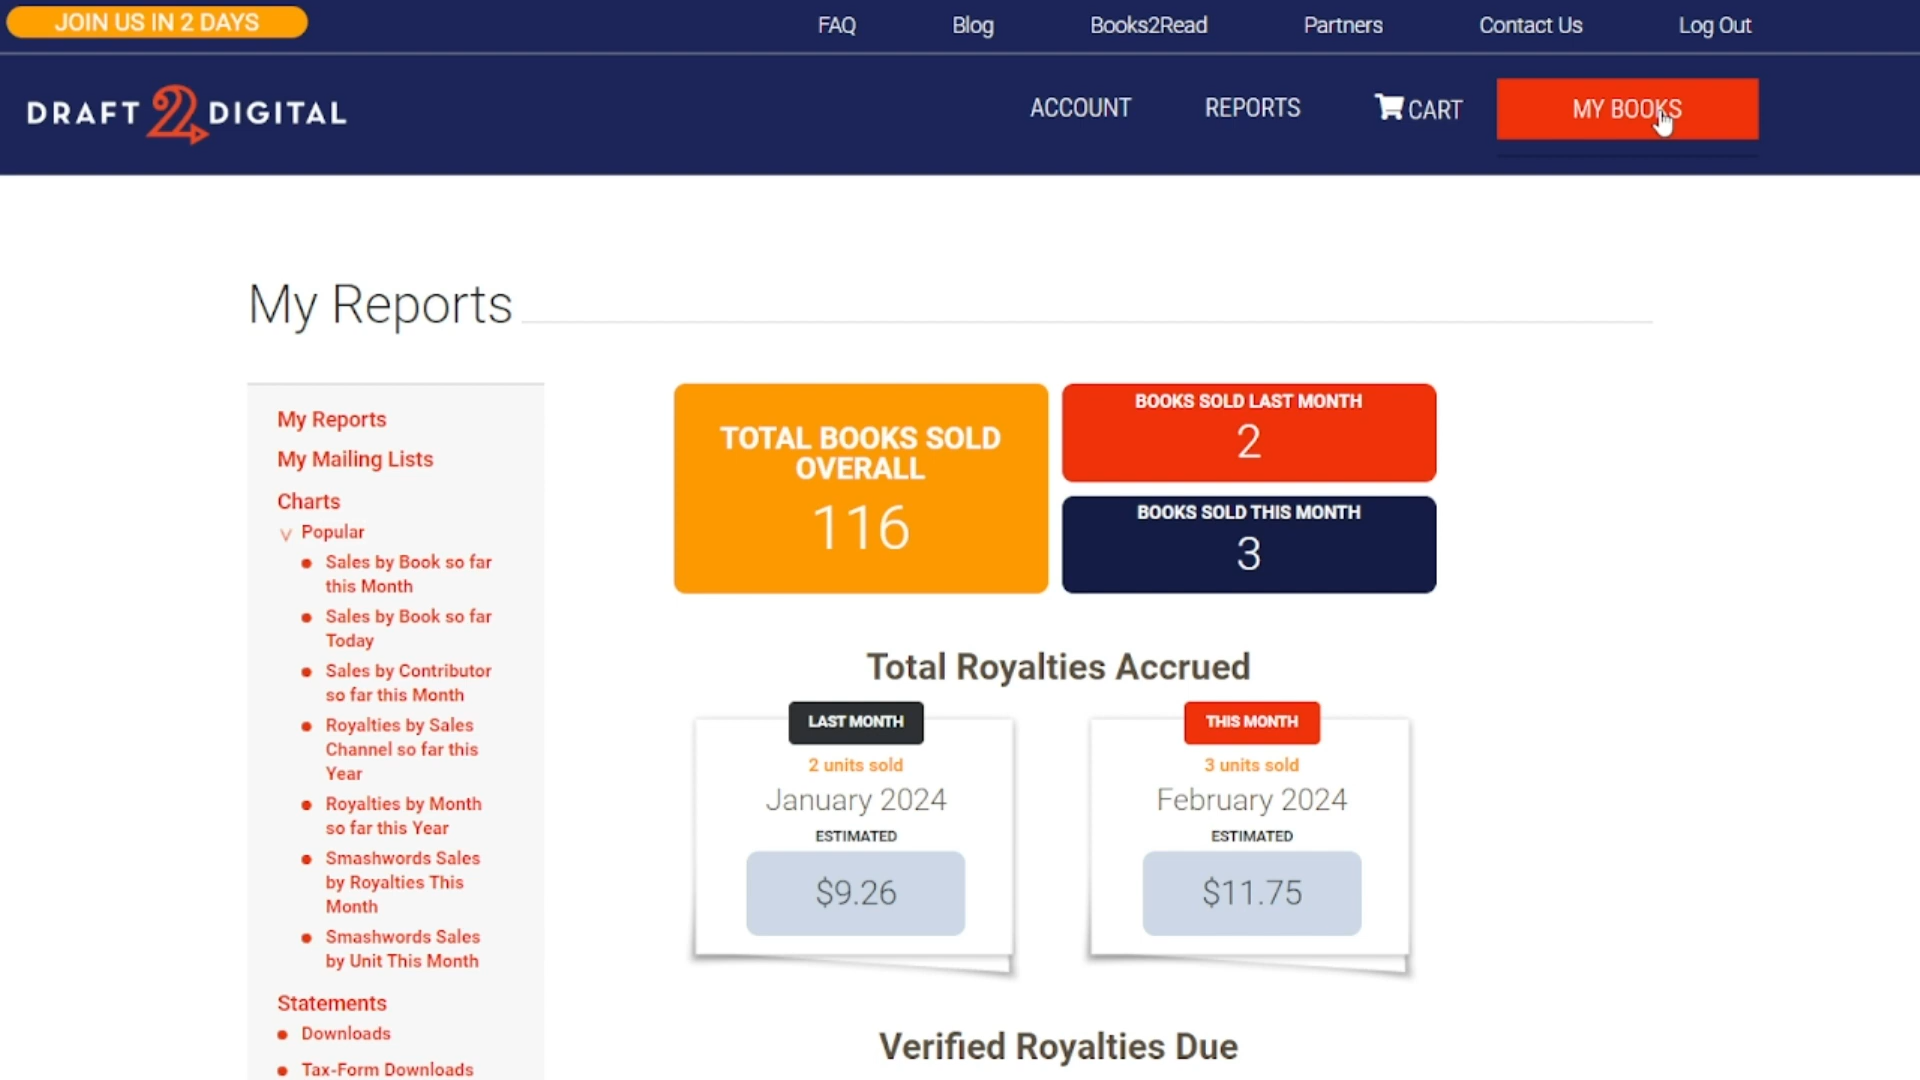 JOIN US IN 2 DAYS
FAQ
Blog
Books2Read
Partners
Contact Us
Log Out
DRAFT 2 DIGITAL
ACCOUNT
REPORTS
CART
MY BOOKS
My Reports
My Reports
My Mailing Lists
Charts
Popular
Sales by Book so far
this Month
Sales by Book so far
Today
Sales by Contributor
so far this Month
Royalties by Sales
Channel so far this
Year
Royalties by Month
so far this Year
Smashwords Sales
by Royalties This
Month
Smashwords Sales
by Unit This Month
Statements
Downloads
Tax-Form Downloads
TOTAL BOOKS SOLD
OVERALL
116
BOOKS SOLD LAST MONTH
2
BOOKS SOLD THIS MONTH
3
Total Royalties Accrued
LAST MONTH
2 units sold
January 2024
ESTIMATED
$9.26
THIS MONTH
3 units sold
February 2024
ESTIMATED
$11.75
Verified Royalties Due